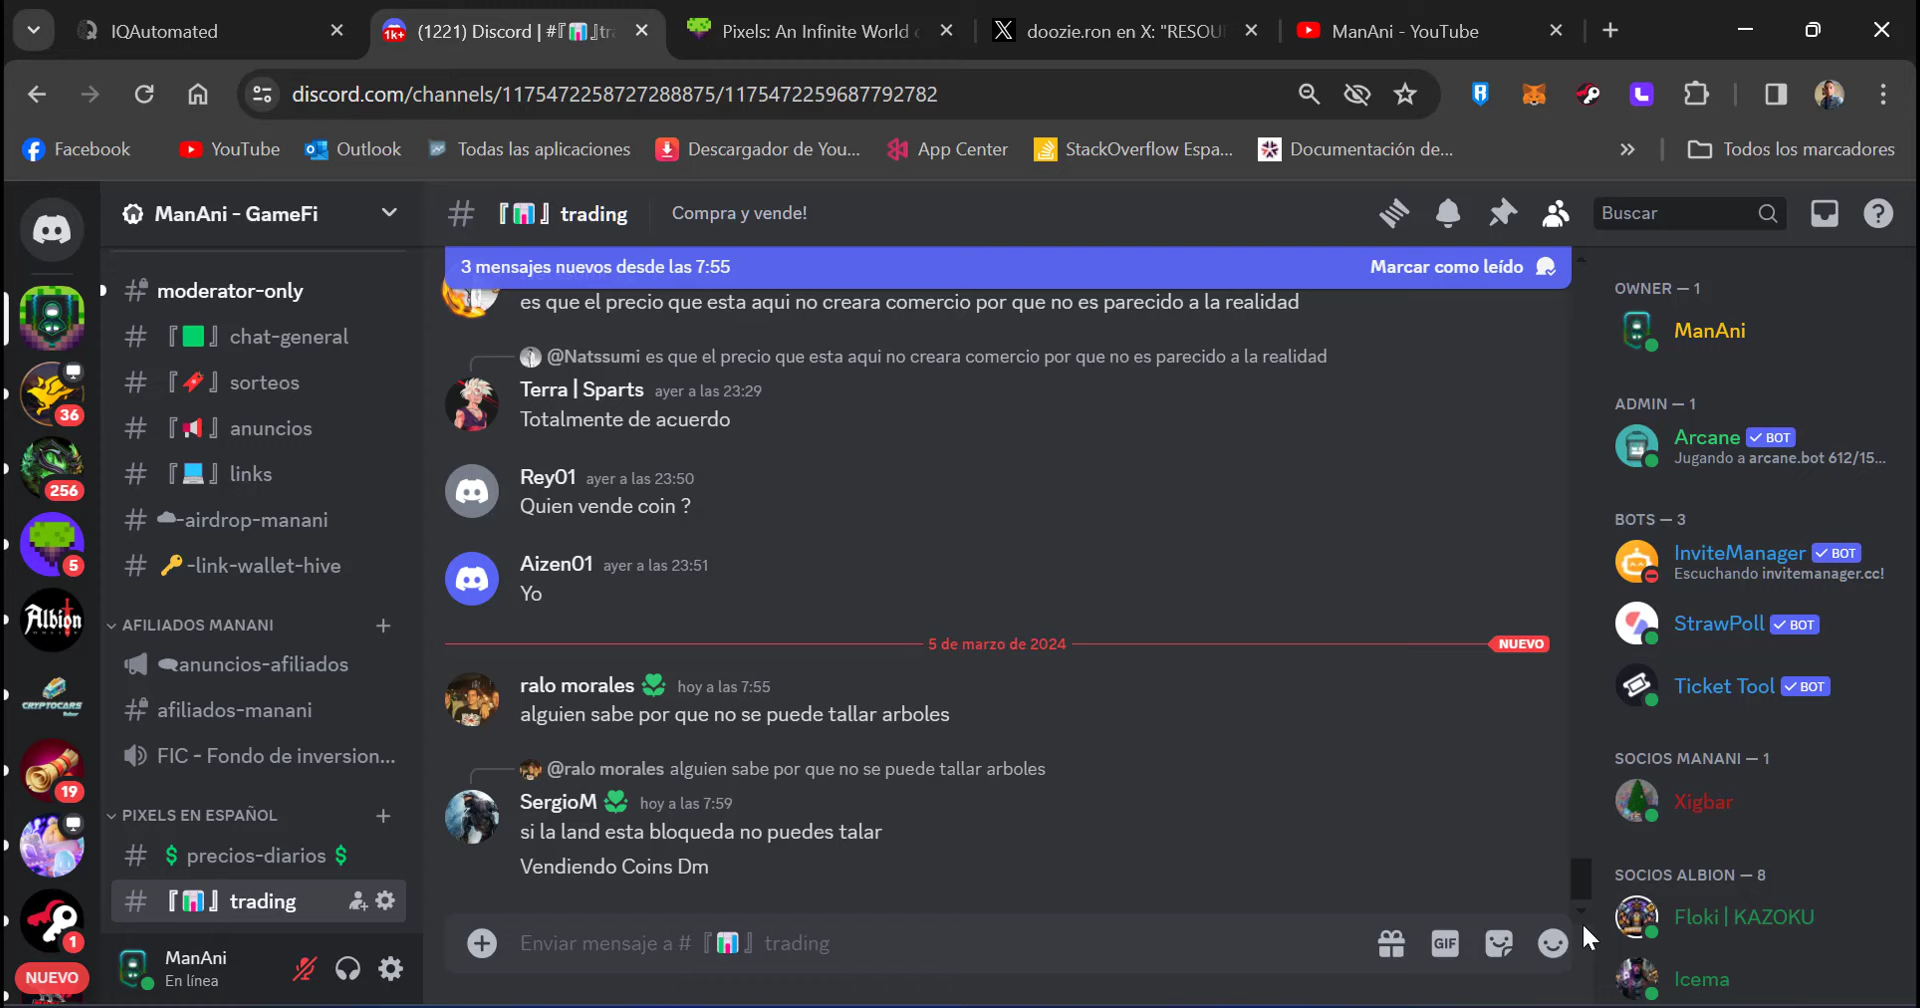 IQAutomated
1k+
(1221) Discord | #『📊』tr
Pixels: An Infinite World
doozie.ron en X: "RESOU
ManAni - YouTube
discord.com/channels/1175472258727288875/1175472259687792782
Facebook
YouTube
Outlook
Todas las aplicaciones
Descargador de You...
App Center
StackOverflow Espa...
Documentación de...
Todos los marcadores
ManAni - GameFi
『📊』 trading
Compra y vende!
Buscar
36
256
5
Albion
CRYPTOCARS
19
1
NUEVO
moderator-only
『🟩』 chat-general
『🧧』 sorteos
『📢』 anuncios
『💻』 links
☁-airdrop-manani
🔑-link-wallet-hive
AFILIADOS MANANI
🗨anuncios-afiliados
afiliados-manani
FIC - Fondo de inversion...
PIXELS EN ESPAÑOL
💲 precios-diarios 💲
『📊』 trading
ManAni
En línea
3 mensajes nuevos desde las 7:55
Marcar como leído
es que el precio que esta aqui no creara comercio por que no es parecido a la realidad
@Natssumi es que el precio que esta aqui no creara comercio por que no es parecido a la realidad
Terra | Sparts ayer a las 23:29
Totalmente de acuerdo
Rey01 ayer a las 23:50
Quien vende coin ?
Aizen01 ayer a las 23:51
Yo
5 de marzo de 2024
NUEVO
ralo morales hoy a las 7:55
alguien sabe por que no se puede tallar arboles
@ralo morales alguien sabe por que no se puede tallar arboles
SergioM hoy a las 7:59
si la land esta bloqueda no puedes talar
Vendiendo Coins Dm
Enviar mensaje a # 『📊』 trading
GIF
OWNER — 1
ManAni
ADMIN — 1
Arcane ✓ BOT
Jugando a arcane.bot 612/15...
BOTS — 3
InviteManager ✓ BOT
Escuchando invitemanager.cc!
StrawPoll ✓ BOT
Ticket Tool ✓ BOT
SOCIOS MANANI — 1
Xigbar
SOCIOS ALBION — 8
Floki | KAZOKU
Icema